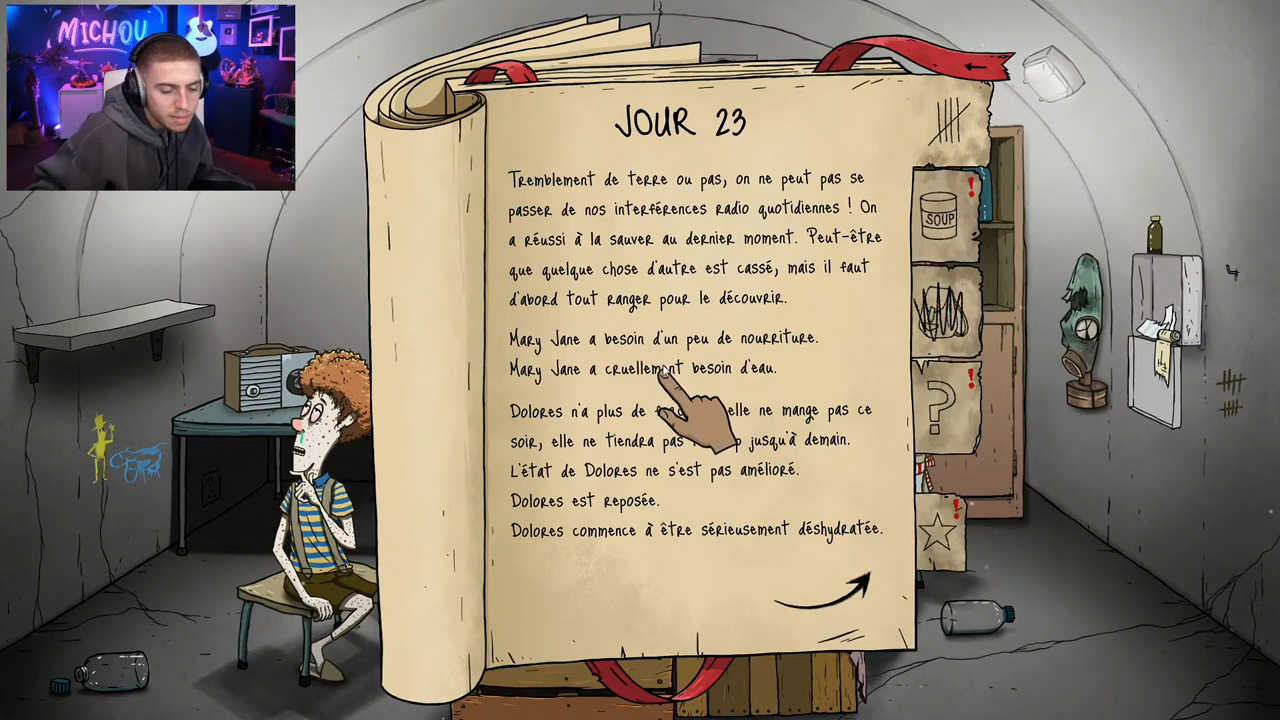 MICHOU
JOUR 23
Tremblement de terre ou pas, on ne peut pas se
passer de nos interférences radio quotidiennes ! On
a réussi à la sauver au dernier moment. Peut-être
que quelque chose d'autre est cassé, mais il faut
d'abord tout ranger pour le découvrir.
Mary Jane a besoin d'un peu de nourriture.
Mary Jane a cruellement besoin d'eau.
Dolores n'a plus de elle ne mange pas ce
soir, elle ne tiendra pas jusqu'à demain.
L'état de Dolores ne s'est pas amélioré.
Dolores est reposée.
Dolores commence à être sérieusement déshydratée.
!
SOUP
?
!
!